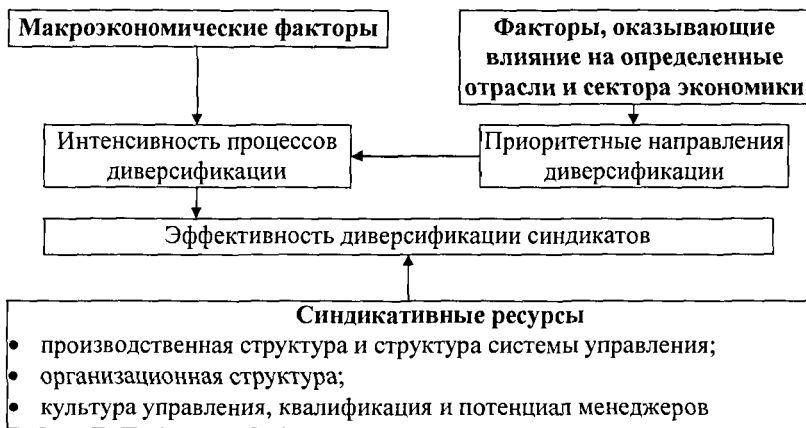 Макроэкономические факторы
Факторы, оказывающие
влияние на определенные
отрасли и сектора экономики
Интенсивность процессов
диверсификации
Приоритетные направления
диверсификации
Эффективность диверсификации синдикатов
Синдикативные ресурсы
• производственная структура и структура системы управления;
• организационная структура;
• культура управления, квалификация и потенциал менеджеров